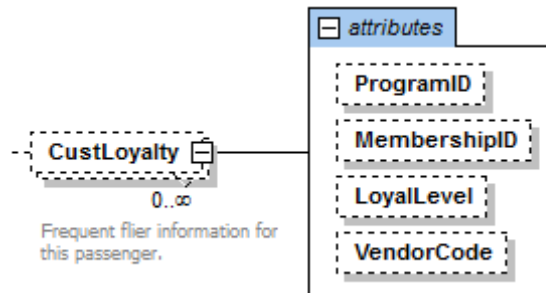 attributes
ProgramID
MembershipID
CustLoyalty
0..∞
LoyalLevel
Frequent flier information for
this passenger.
VendorCode